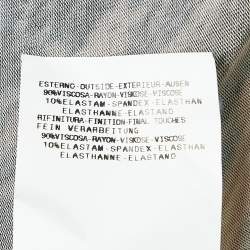 ESTERNO-OUTSIDE-EXTERIEUR-AUSEN
90%VISCOSA-RAYON-VISKOSE-VISCOSE
10%ELASTAM-SPANDEX-ELASTHAN
ELASTHANNE-ELASTANO
RIFINITURA-FINITION-FINAL TOUCHES
FEIN VERARBEITUNG
90%VISCOSA-RAYON-VISKOSE-VISCOSE
10%ELASTAM-SPANDEX-ELASTHAN
ELASTHANNE-ELASTANO